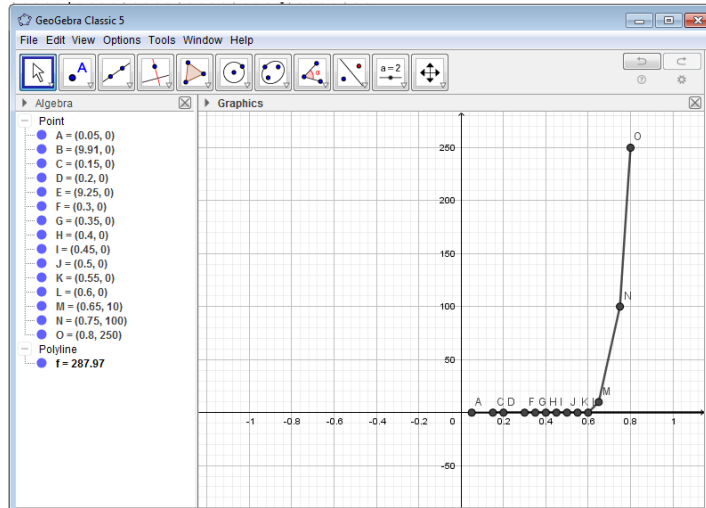 GeoGebra Classic 5
File Edit View Options Tools Window Help
A
α
a=2
Algebra
Graphics
Point
A = (0.05, 0)
B = (9.91, 0)
C = (0.15, 0)
D = (0.2, 0)
E = (9.25, 0)
F = (0.3, 0)
G = (0.35, 0)
H = (0.4, 0)
I = (0.45, 0)
J = (0.5, 0)
K = (0.55, 0)
L = (0.6, 0)
M = (0.65, 10)
N = (0.75, 100)
O = (0.8, 250)
Polyline
f = 287.97
O
250
200
150
N
100
50
M
A C D F G H I J K
-1 -0.8 -0.6 -0.4 -0.2 0 0.2 0.4 0.6 0.8 1
-50